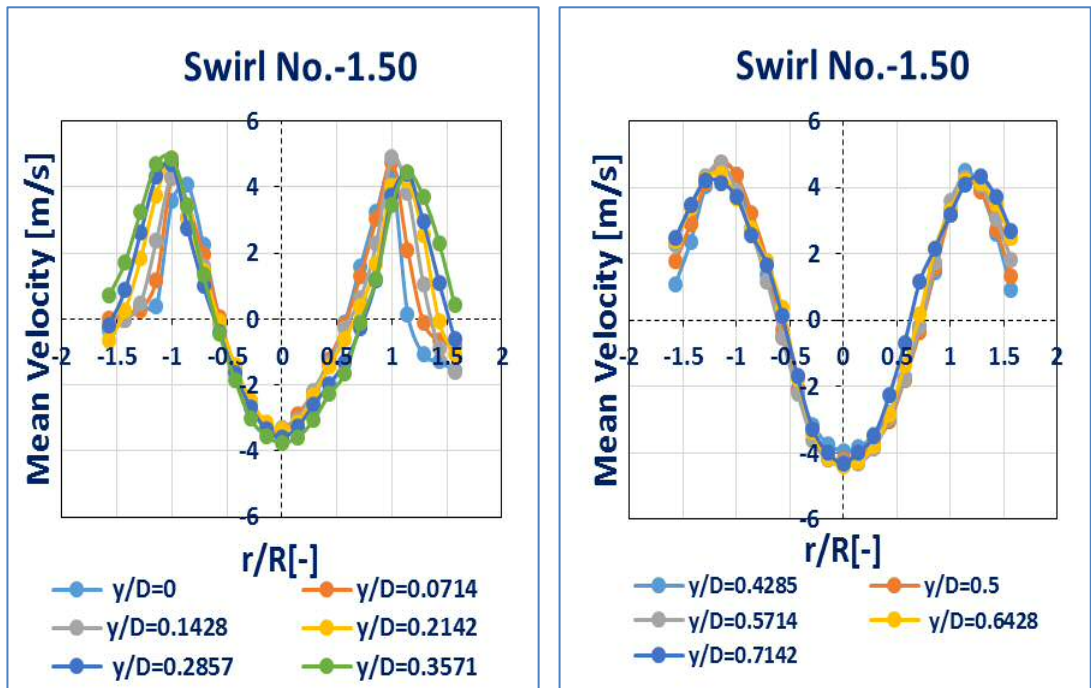 Swirl No.-1.50
Mean Velocity [m/s]
6
4
2
0
-2
-4
-6
-2 -1.5 -1 -0.5 0 0.5 1 1.5 2
r/R[-]
y/D=0 y/D=0.0714
y/D=0.1428 y/D=0.2142
y/D=0.2857 y/D=0.3571
Swirl No.-1.50
Mean Velocity [m/s]
6
4
2
0
-2
-4
-6
-2 -1.5 -1 -0.5 0 0.5 1 1.5 2
r/R[-]
y/D=0.4285 y/D=0.5
y/D=0.5714 y/D=0.6428
y/D=0.7142